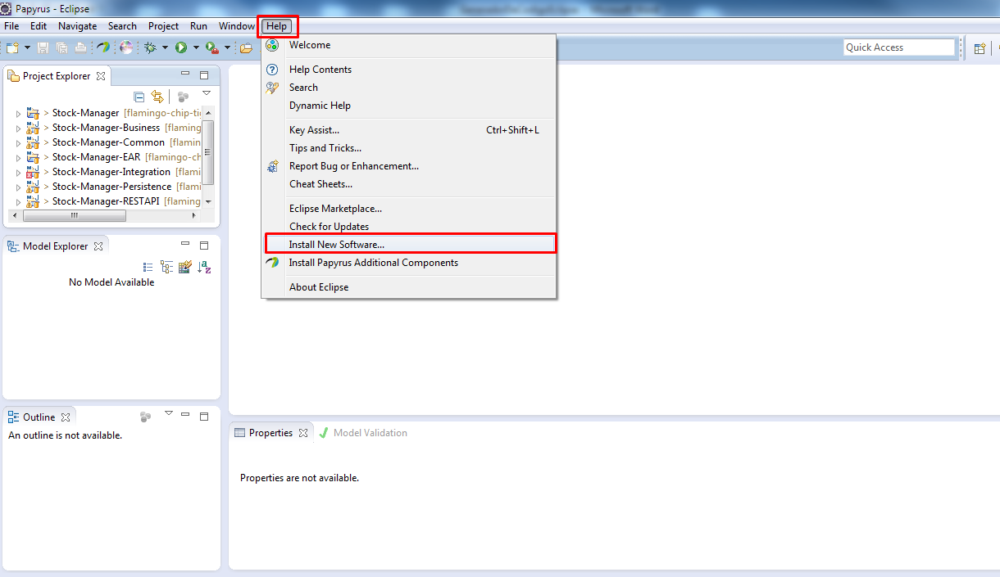 Papyrus - Eclipse
File Edit Navigate Search Project Run Window Help
Quick Access
Welcome
Help Contents
Search
Dynamic Help
Key Assist... Ctrl+Shift+L
Tips and Tricks...
Report Bug or Enhancement...
Cheat Sheets...
Eclipse Marketplace...
Check for Updates
Install New Software...
Install Papyrus Additional Components
About Eclipse
Project Explorer
> Stock-Manager [flamingo-chip-ti
> Stock-Manager-Business [flaming
> Stock-Manager-Common [flamin
> Stock-Manager-EAR [flamingo-ch
> Stock-Manager-Integration [flami
> Stock-Manager-Persistence [flami
> Stock-Manager-RESTAPI [flaming
Model Explorer
No Model Available
Outline
An outline is not available.
Properties Model Validation
Properties are not available.